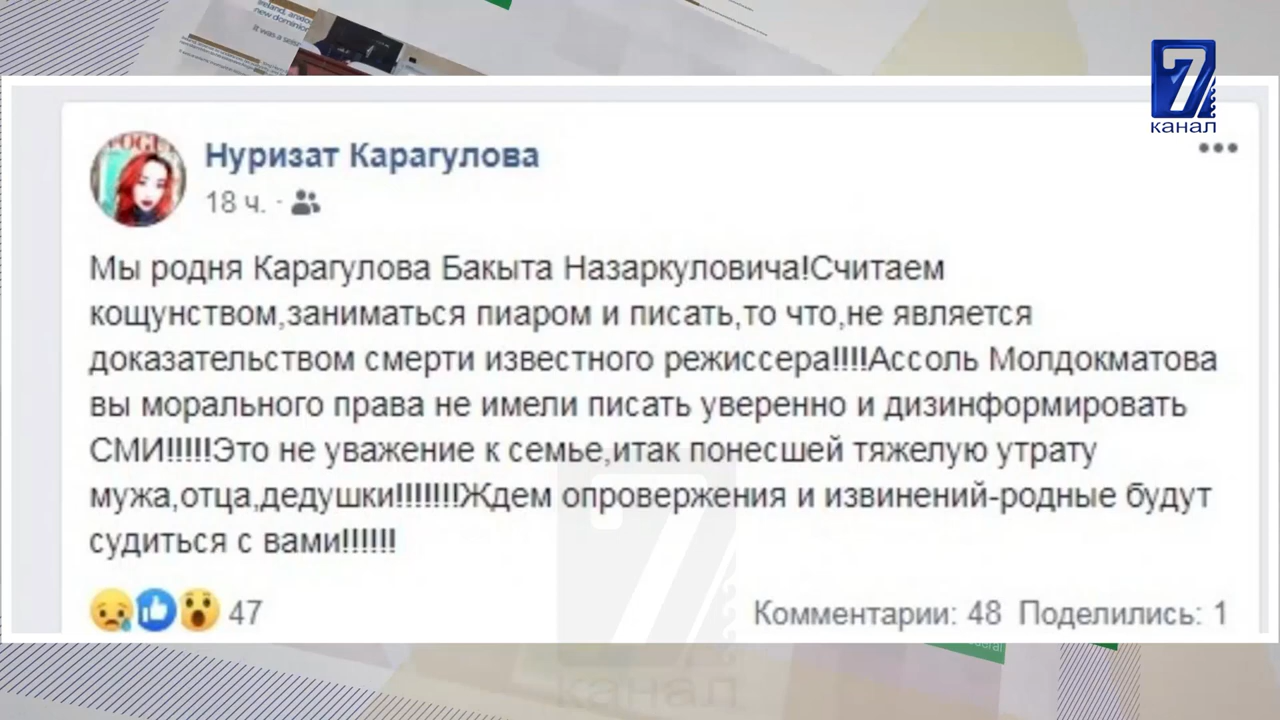 7
канал
Нуризат Карагулова
18 ч.
Мы родня Карагулова Бакыта Назаркуловича!Считаем
кощунством,заниматься пиаром и писать,то что,не является
доказательством смерти известного режиссера!!!!Ассоль Молдокматова
вы морального права не имели писать уверенно и дизинформировать
СМИ!!!!!Это не уважение к семье,итак понесшей тяжелую утрату
мужа,отца,дедушки!!!!!!!Ждем опровержения и извинений-родные будут
судиться с вами!!!!!!
47
Комментарии: 48 Поделились: 1
7
канал